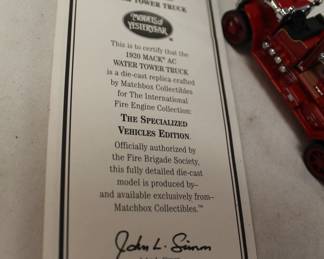 WATER TOWER TRUCK
MODELS OF
YESTERYEAR
®
This is to certify that the
1920 MACK® AC
WATER TOWER TRUCK
is a die-cast replica crafted
by Matchbox Collectibles
for The International
Fire Engine Collection:
THE SPECIALIZED
VEHICLES EDITION.
Officially authorized by
the Fire Brigade Society,
this fully detailed die-cast
model is produced by–
and available exclusively from–
Matchbox Collectibles.™
John L. Simm